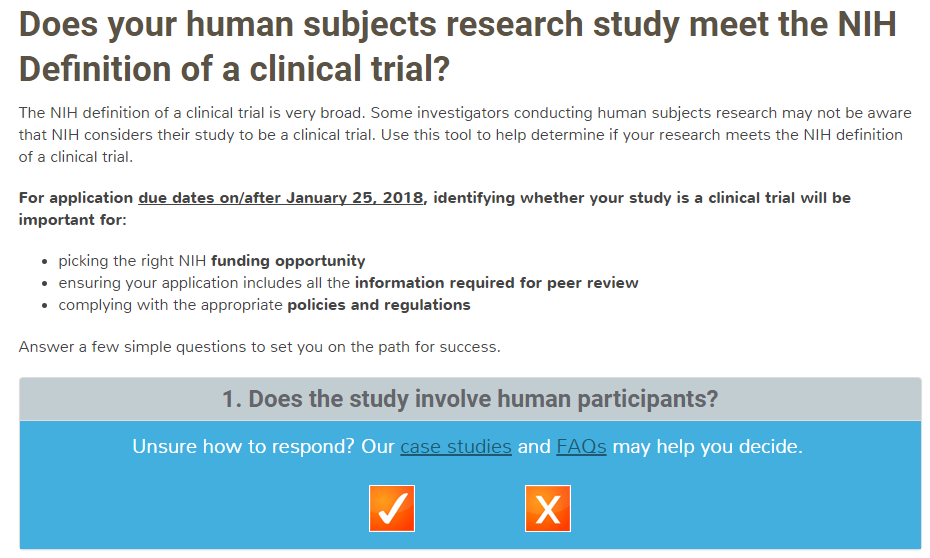 Does your human subjects research study meet the NIH
Definition of a clinical trial?
The NIH definition of a clinical trial is very broad. Some investigators conducting human subjects research may not be aware
that NIH considers their study to be a clinical trial. Use this tool to help determine if your research meets the NIH definition
of a clinical trial.
For application due dates on/after January 25, 2018, identifying whether your study is a clinical trial will be
important for:
• picking the right NIH funding opportunity
• ensuring your application includes all the information required for peer review
• complying with the appropriate policies and regulations
Answer a few simple questions to set you on the path for success.
1. Does the study involve human participants?
Unsure how to respond? Our case studies and FAQs may help you decide.
✓ X